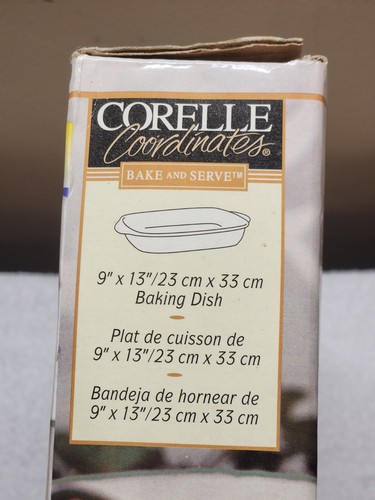 CORELLE
Coordinates®
BAKE AND SERVE™
9" x 13"/23 cm x 33 cm
Baking Dish
Plat de cuisson de
9" x 13"/23 cm x 33 cm
Bandeja de hornear de
9" x 13"/23 cm x 33 cm